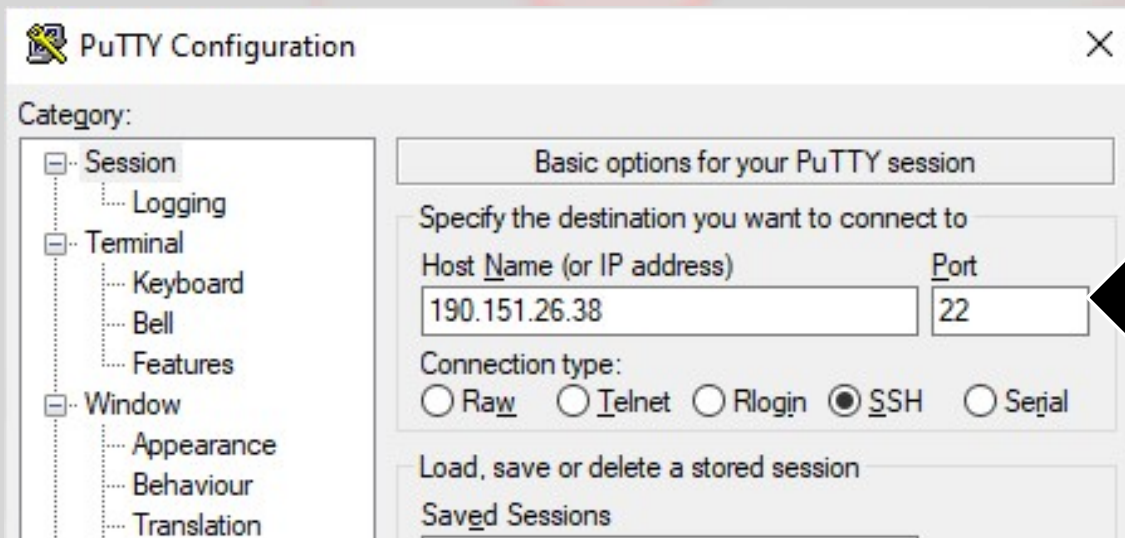 PuTTY Configuration
Category:
Session
Logging
Terminal
Keyboard
Bell
Features
Window
Appearance
Behaviour
Translation
Basic options for your PuTTY session
Specify the destination you want to connect to
Host Name (or IP address) Port
190.151.26.38 22
Connection type:
Raw Telnet Rlogin SSH Serial
Load, save or delete a stored session
Saved Sessions